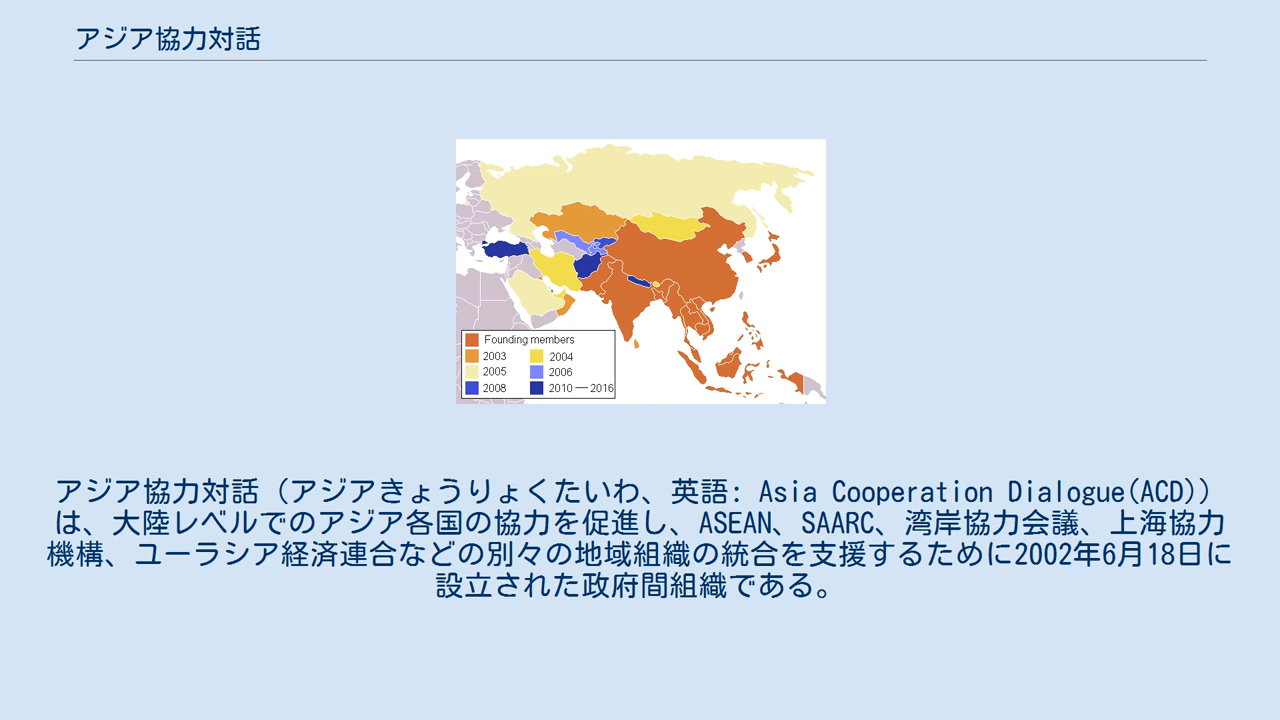 アジア協力対話
Founding members
2003 2004
2005 2006
2008 2010 — 2016
アジア協力対話（アジアきょうりょくたいわ、英語: Asia Cooperation Dialogue(ACD)）
は、大陸レベルでのアジア各国の協力を促進し、ASEAN、SAARC、湾岸協力会議、上海協力
機構、ユーラシア経済連合などの別々の地域組織の統合を支援するために2002年6月18日に
設立された政府間組織である。